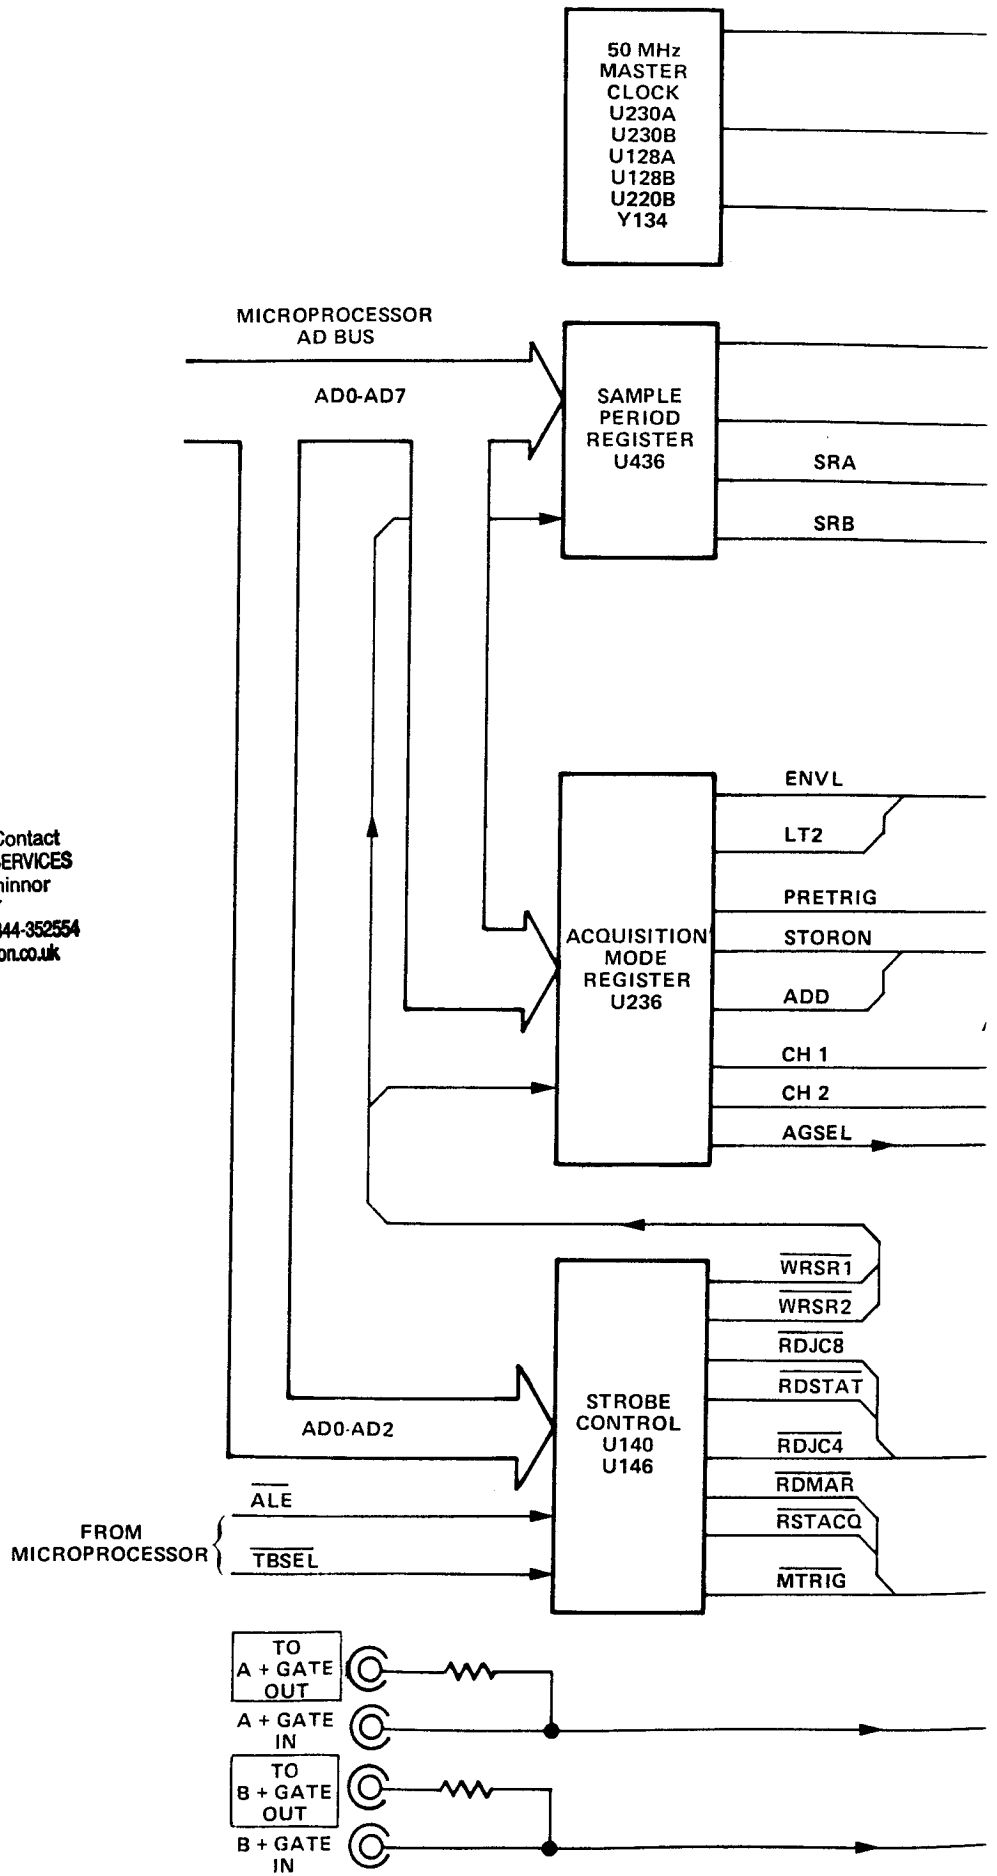 50 MHz
MASTER
CLOCK
U230A
U230B
U128A
U128B
U220B
Y134
MICROPROCESSOR
AD BUS
AD0-AD7
SAMPLE
PERIOD
REGISTER
U436
SRA
SRB
Contact
ERVICES
innor
44-352554
on.co.uk
ACQUISITION
MODE
REGISTER
U236
ENVL
LT2
PRETRIG
STORON
ADD
CH 1
CH 2
AGSEL
STROBE
CONTROL
U140
U146
WRSR1
WRSR2
RDJC8
RDSTAT
RDJC4
RDMAR
RSTACQ
MTRIG
AD0-AD2
ALE
FROM
MICROPROCESSOR
TBSEL
TO
A + GATE
OUT
A + GATE
IN
TO
B + GATE
OUT
B + GATE
IN